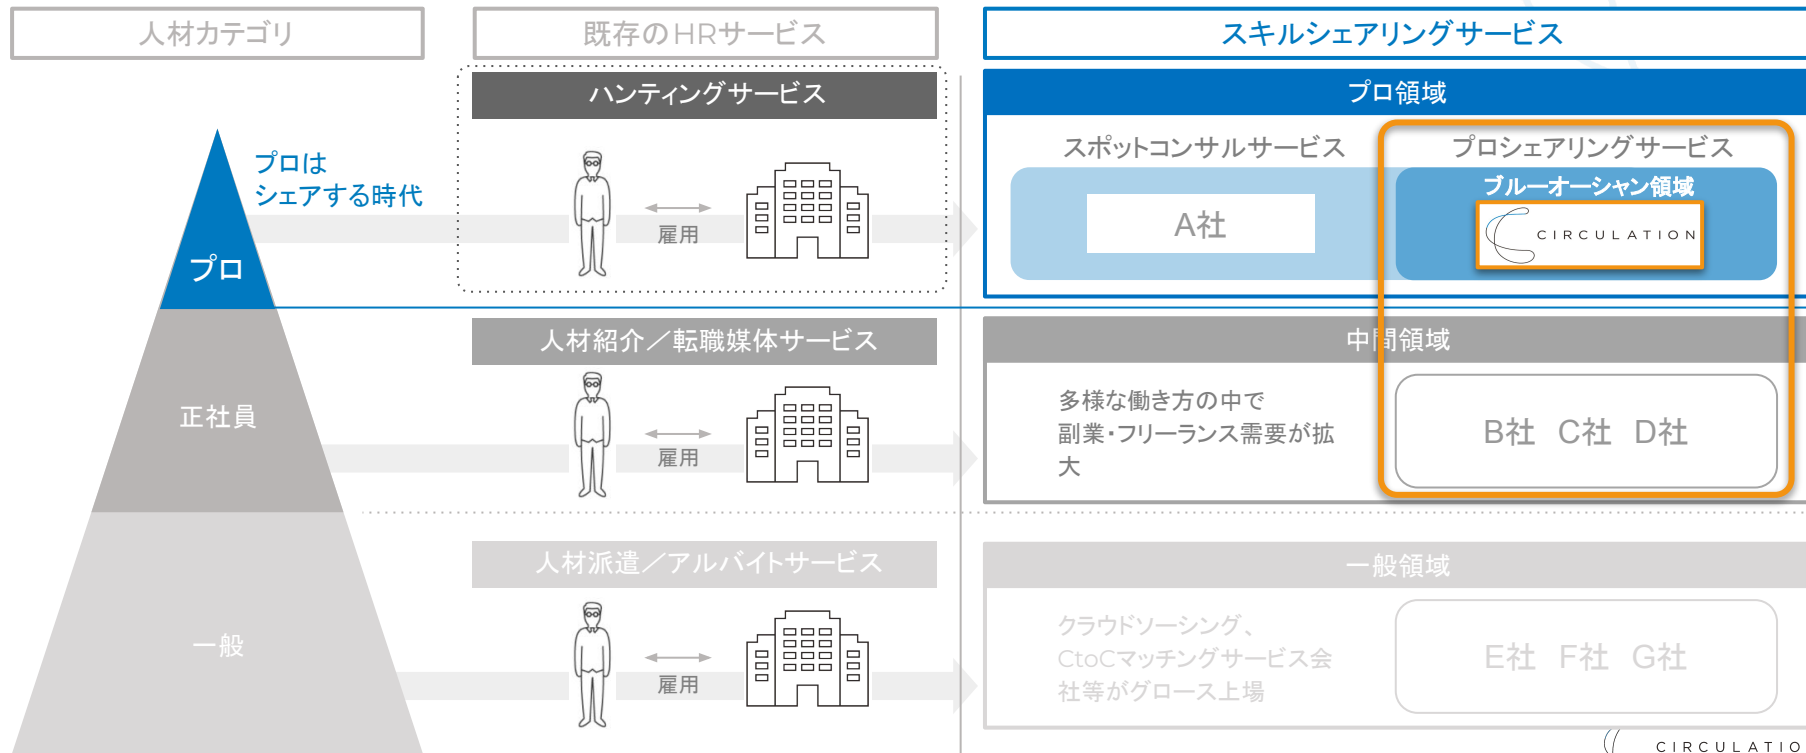 人材カテゴリ
既存のHRサービス
スキルシェアリングサービス
ハンティングサービス
プロ領域
プロは
シェアする時代
プロ
雇用
スポットコンサルサービス
A社
プロシェアリングサービス
ブルーオーシャン領域
CIRCULATION
人材紹介／転職媒体サービス
中間領域
正社員
雇用
多様な働き方の中で
副業・フリーランス需要が拡
大
B社 C社 D社
人材派遣／アルバイトサービス
一般領域
一般
雇用
クラウドソーシング、
CtoCマッチングサービス会
社等がグロース上場
E社 F社 G社
CIRCULATIO